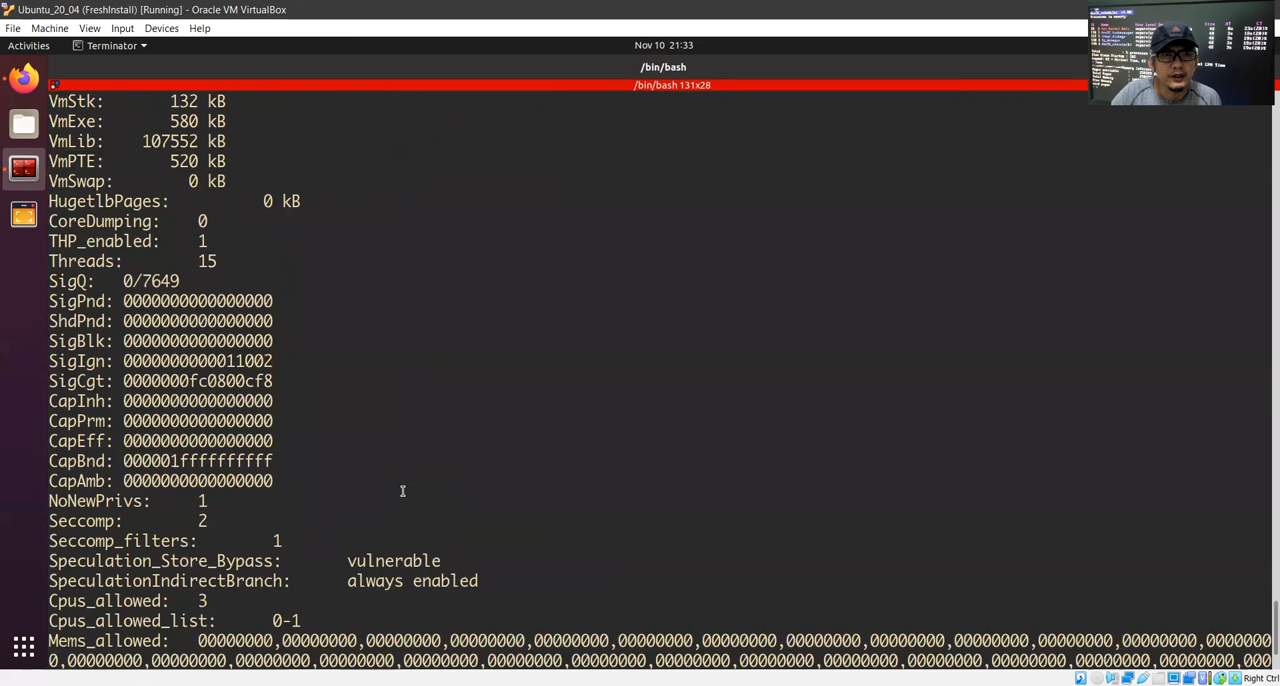 Ubuntu_20_04 (FreshInstall) [Running] - Oracle VM VirtualBox
File Machine View Input Devices Help
Activities Terminator Nov 10 21:33
/bin/bash
/bin/bash 131x28
VmStk: 132 kB
VmExe: 580 kB
VmLib: 107552 kB
VmPTE: 520 kB
VmSwap: 0 kB
HugetlbPages: 0 kB
CoreDumping: 0
THP_enabled: 1
Threads: 15
SigQ: 0/7649
SigPnd: 0000000000000000
ShdPnd: 0000000000000000
SigBlk: 0000000000000000
SigIgn: 0000000000011002
SigCgt: 0000000fc0800cf8
CapInh: 0000000000000000
CapPrm: 0000000000000000
CapEff: 0000000000000000
CapBnd: 000001ffffffffff
CapAmb: 0000000000000000
NoNewPrivs: 1
Seccomp: 2
Seccomp_filters: 1
Speculation_Store_Bypass: vulnerable
SpeculationIndirectBranch: always enabled
Cpus_allowed: 3
Cpus_allowed_list: 0-1
Mems_allowed: 00000000,00000000,00000000,00000000,00000000,00000000,00000000,00000000,00000000,00000000,00000000,00000000,0000000
0,00000000,00000000,00000000,00000000,00000000,00000000,00000000,00000000,00000000,00000000,00000000,00000000,00000000,00000000,000
Right Ctrl